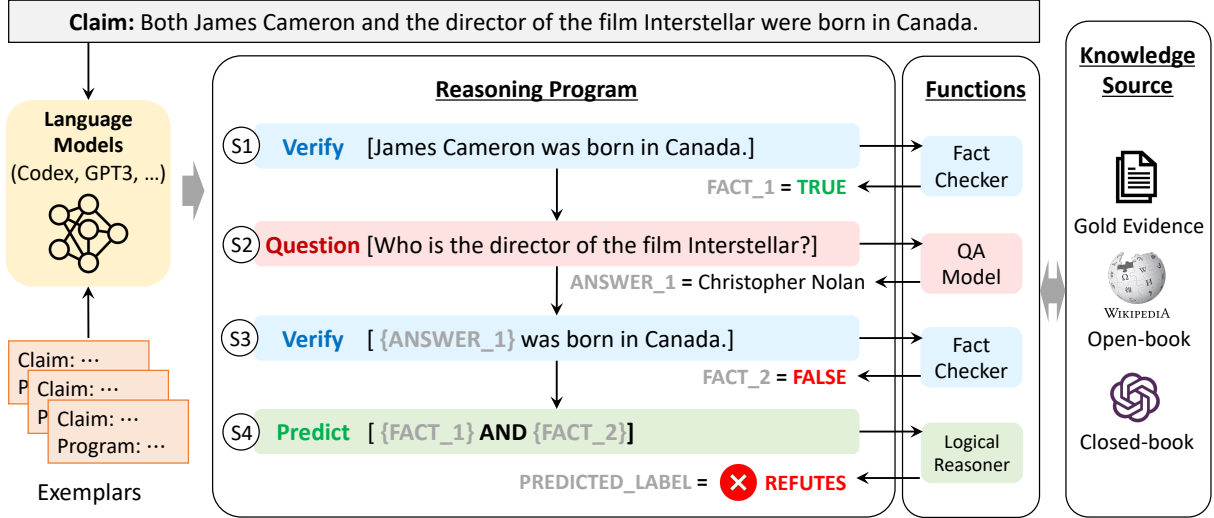 Claim: Both James Cameron and the director of the film Interstellar were born in Canada.
Language
Models
(Codex, GPT3, ...)
Claim: ⋯
P
Claim: ⋯
P
Claim: ⋯
Program: ⋯
Exemplars
Reasoning Program
S1 Verify [James Cameron was born in Canada.]
FACT_1 = TRUE
S2 Question [Who is the director of the film Interstellar?]
ANSWER_1 = Christopher Nolan
S3 Verify [ {ANSWER_1} was born in Canada.]
FACT_2 = FALSE
S4 Predict [ {FACT_1} AND {FACT_2}]
PREDICTED_LABEL = REFUTES
Functions
Fact
Checker
QA
Model
Fact
Checker
Logical
Reasoner
Knowledge
Source
Gold Evidence
WIKIPEDIA
Open-book
Closed-book